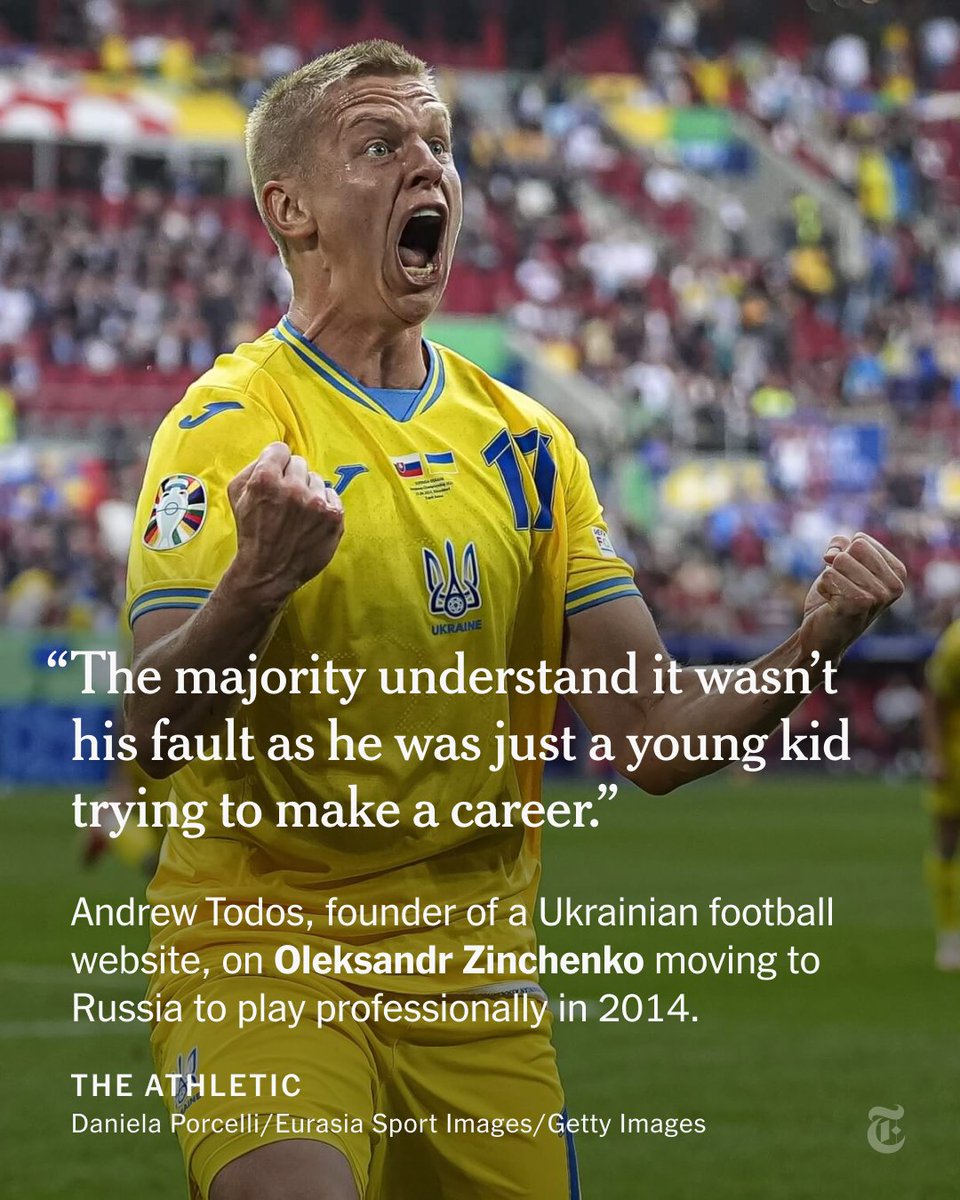 17
UKRAINE
“The majority understand it wasn’t
his fault as he was just a young kid
trying to make a career.”
Andrew Todos, founder of a Ukrainian football
website, on Oleksandr Zinchenko moving to
Russia to play professionally in 2014.
THE ATHLETIC
Daniela Porcelli/Eurasia Sport Images/Getty Images